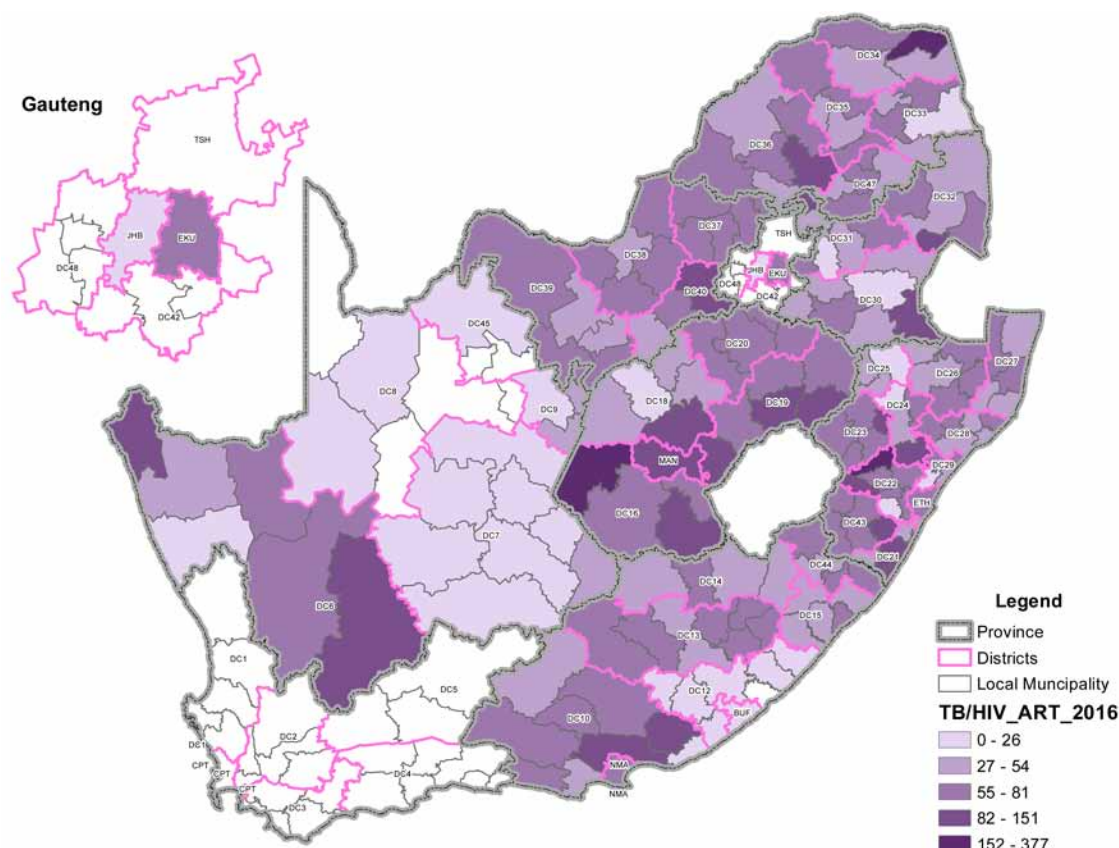 Gauteng
TSH
JHB
EKU
DC48
DC42
DC34
DC35
DC33
DC36
DC47
DC32
DC37
TSH
DC31
DC38
JHB
EKU
DC39
DC40
DC48
DC42
DC30
DC45
DC20
DC27
DC8
DC25
DC26
DC9
DC18
DC19
DC24
DC23
DC28
MAN
DC29
DC22
DC16
ETH
DC43
DC7
DC21
DC44
DC14
DC6
DC15
DC13
DC1
DC5
DC12
BUF
DC10
DC2
DC1
CPT
CPT
NMA
DC4
CPT
NMA
DC3
Legend
Province
Districts
Local Muncipality
TB/HIV_ART_2016
0 - 26
27 - 54
55 - 81
82 - 151
152 - 377